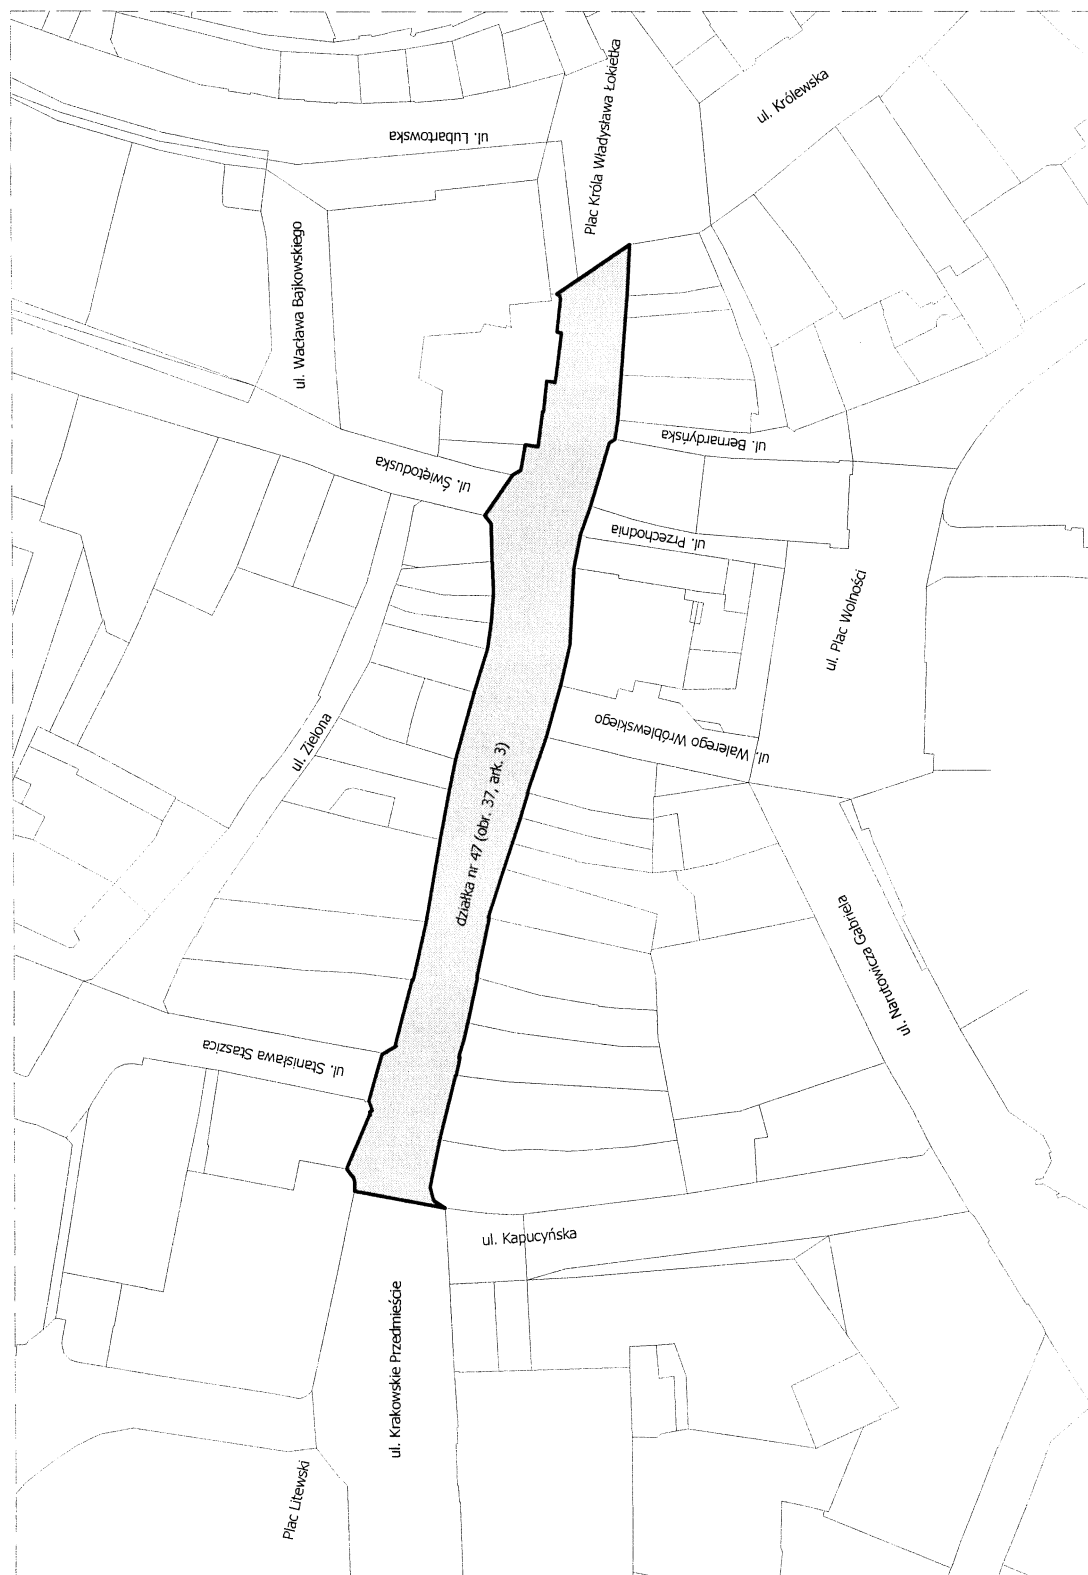 Plac Króla Władysława Łokietka
ul. Królewska
ul. Lubartowska
ul. Wacława Bajkowskiego
ul. Bernardyńska
ul. Świętoduska
ul. Przechodnia
ul. Plac Wolności
ul. Zielona
ul. Walerego Wróblewskiego
działka nr 47 (obr. 37, ark. 3)
ul. Narutowicza Gabriela
ul. Stanisława Staszica
ul. Kapucyńska
ul. Krakowskie Przedmieście
Plac Litewski